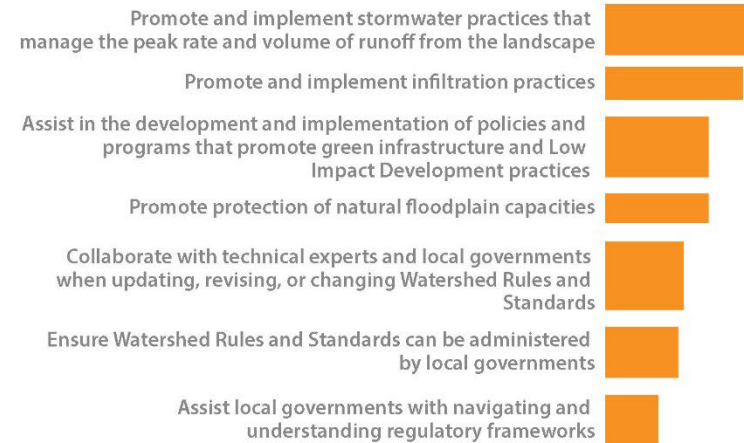 Promote and implement stormwater practices that
manage the peak rate and volume of runoff from the landscape
Promote and implement infiltration practices
Assist in the development and implementation of policies and
programs that promote green infrastructure and Low
Impact Development practices
Promote protection of natural floodplain capacities
Collaborate with technical experts and local governments
when updating, revising, or changing Watershed Rules and
Standards
Ensure Watershed Rules and Standards can be administered
by local governments
Assist local governments with navigating and
understanding regulatory frameworks